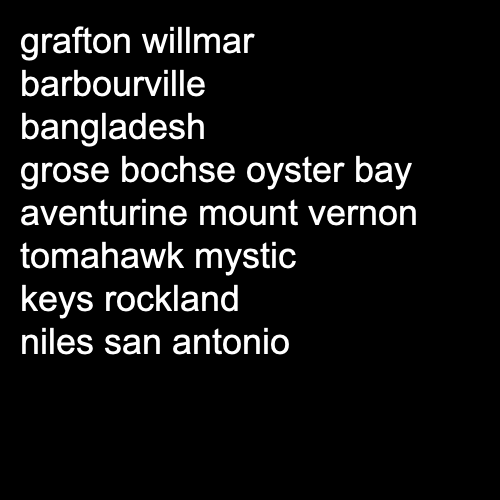 grafton willmar
barbourville
bangladesh
grose bochse oyster bay
aventurine mount vernon
tomahawk mystic
keys rockland
niles san antonio